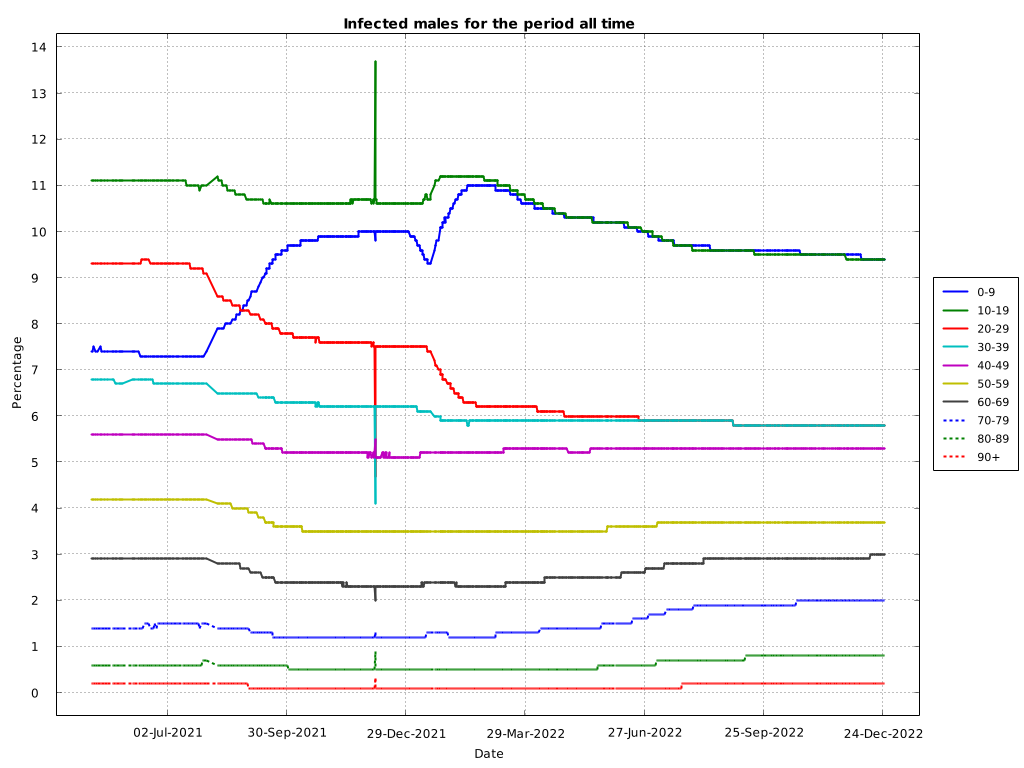 Infected males for the period all time
14
13
12
11
10
9
8
7
6
5
4
3
2
1
0
Percentage
02-Jul-2021
30-Sep-2021
29-Dec-2021
29-Mar-2022
27-Jun-2022
25-Sep-2022
24-Dec-2022
Date
0-9
10-19
20-29
30-39
40-49
50-59
60-69
70-79
80-89
90+